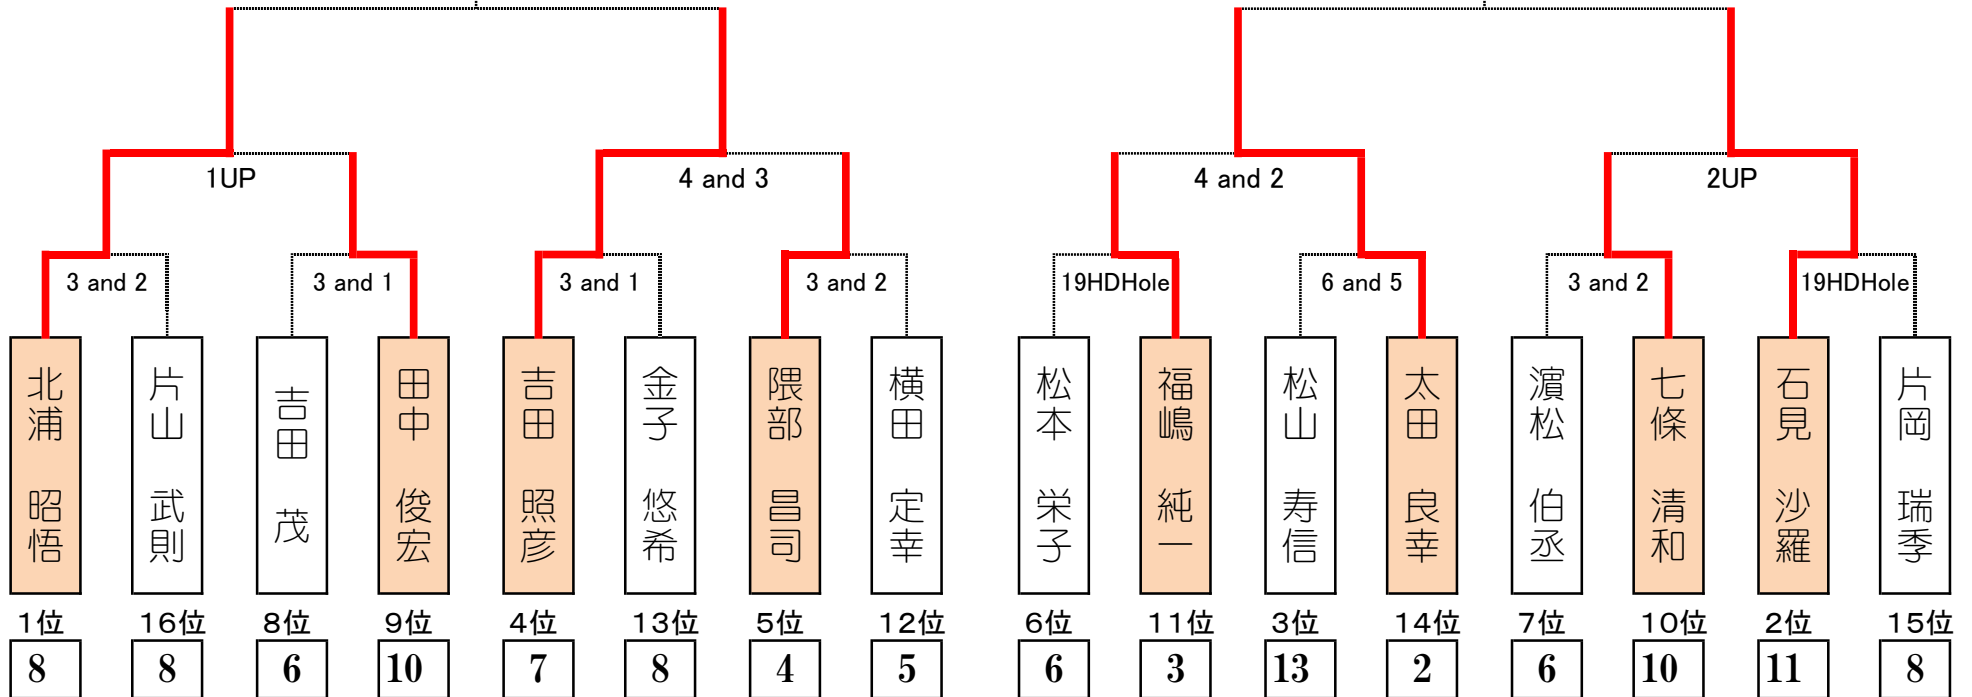 1UP 4 and 3 4 and 2 2UP
3 and 2 3 and 1 3 and 1 3 and 2 19HDHole 6 and 5 3 and 2 19HDHole
北浦 昭悟
片山 武則
吉田 茂
田中 俊宏
吉田 照彦
金子 悠希
隈部 昌司
横田 定幸
松本 栄子
福嶋 純一
松山 寿信
太田 良幸
濵松 伯丞
七條 清和
石見 沙羅
片岡 瑞季
1位 16位 8位 9位 4位 13位 5位 12位 6位 11位 3位 14位 7位 10位 2位 15位
8 8 6 10 7 8 4 5 6 3 13 2 6 10 11 8